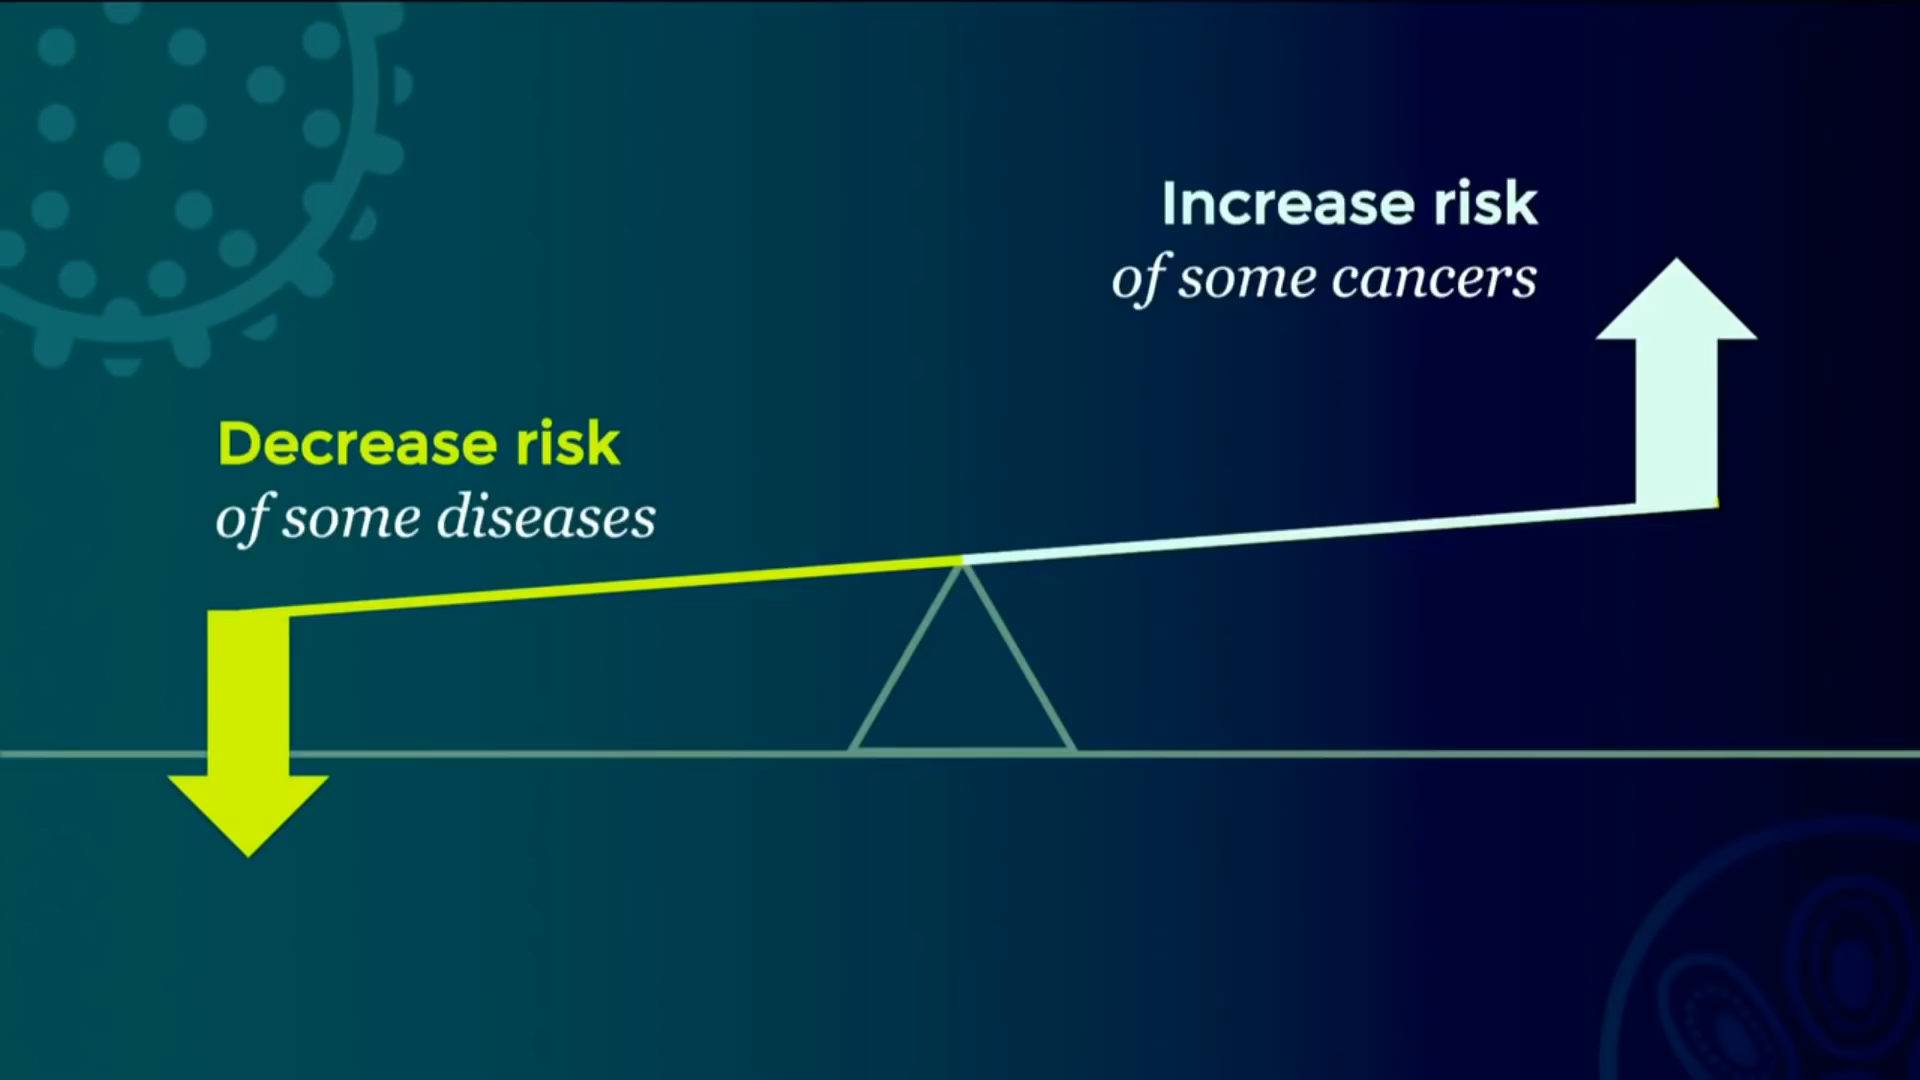 Increase risk
of some cancers
Decrease risk
of some diseases